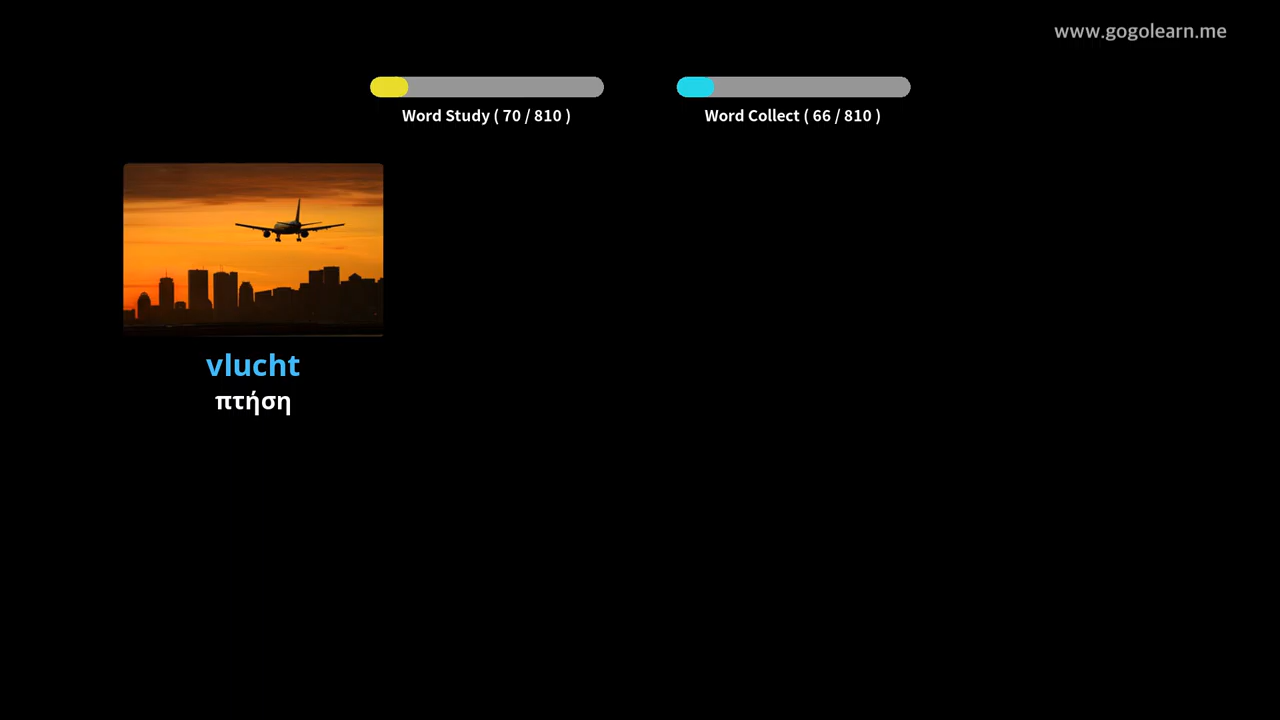 www.gogolearn.me
Word Study ( 70 / 810 )
Word Collect ( 66 / 810 )
vlucht
πτήση